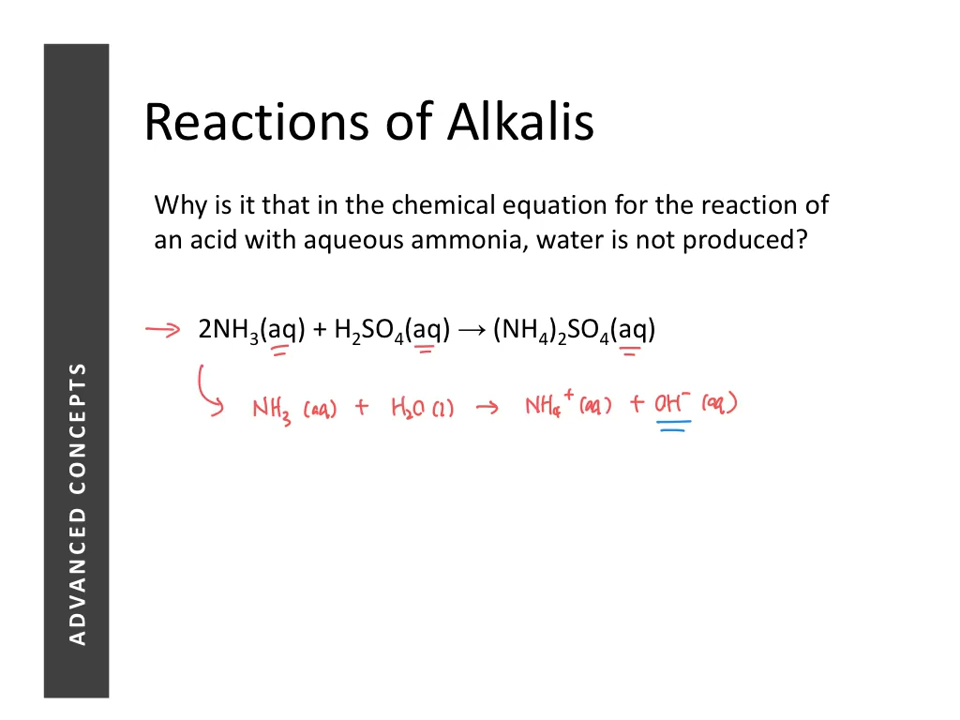 ADVANCED CONCEPTS
Reactions of Alkalis
Why is it that in the chemical equation for the reaction of
an acid with aqueous ammonia, water is not produced?
→ 2NH₃(aq) + H₂SO₄(aq) → (NH₄)₂SO₄(aq)
NH₃ (aq) + H₂O (l) → NH₄⁺ (aq) + OH⁻ (aq)